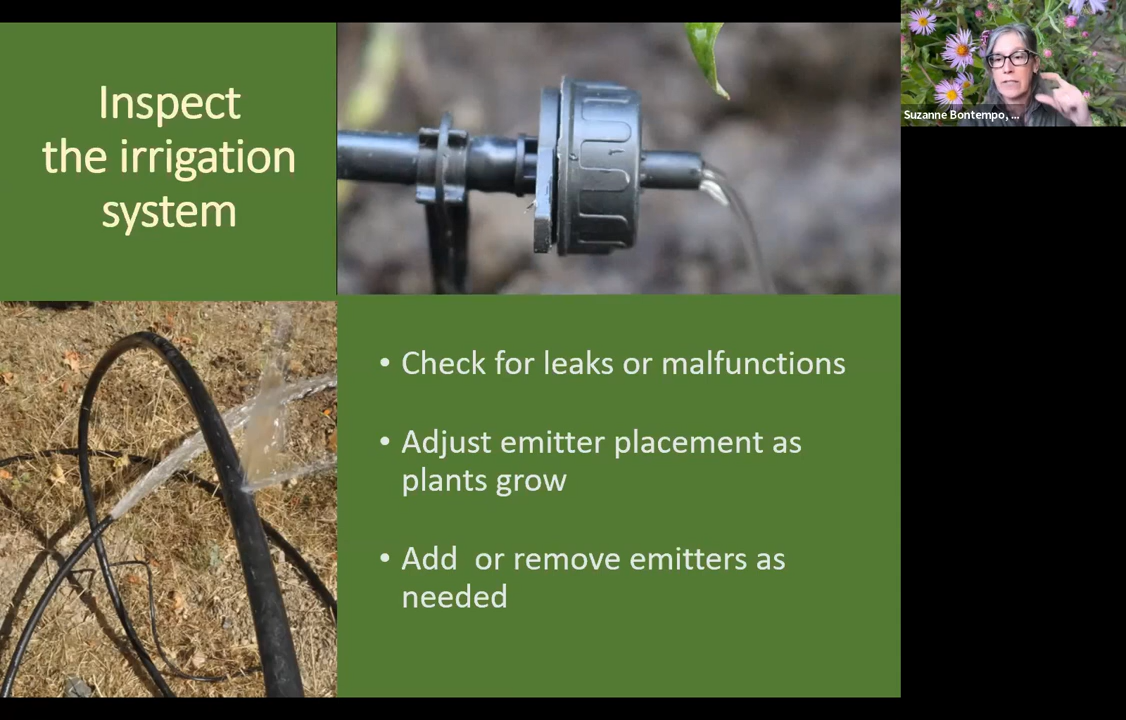 Inspect
the irrigation
system
Suzanne Bontempo, ...
• Check for leaks or malfunctions
• Adjust emitter placement as
plants grow
• Add  or remove emitters as
needed